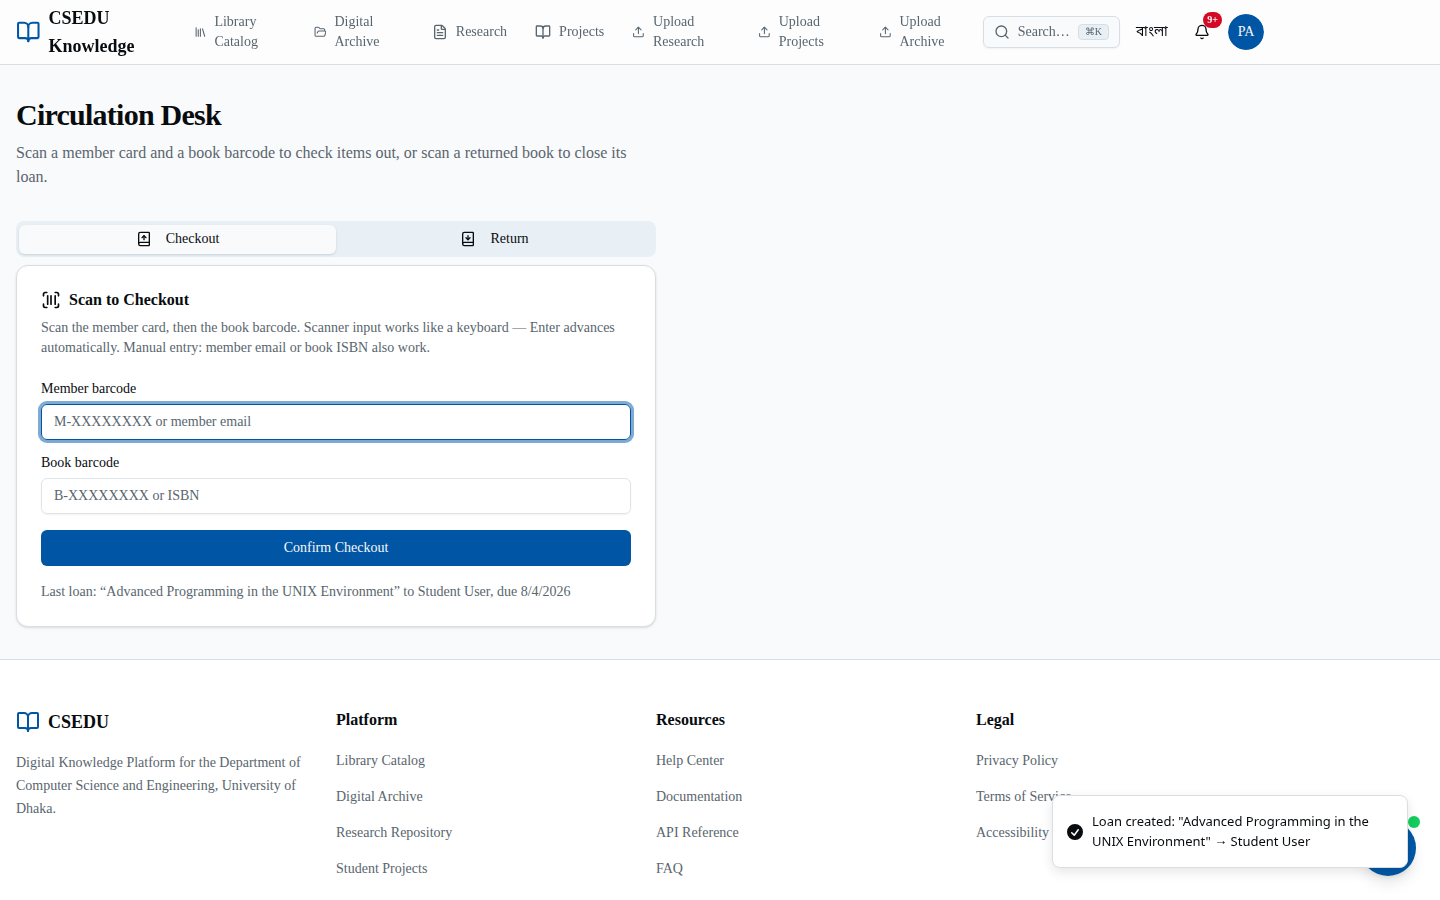 CSEDU
Knowledge
Library
Catalog
Digital
Archive
Research
Projects
Upload
Research
Upload
Projects
Upload
Archive
Search…
⌘K
বাংলা
9+
PA
Circulation Desk
Scan a member card and a book barcode to check items out, or scan a returned book to close its
loan.
Checkout
Return
Scan to Checkout
Scan the member card, then the book barcode. Scanner input works like a keyboard — Enter advances
automatically. Manual entry: member email or book ISBN also work.
Member barcode
M-XXXXXXXX or member email
Book barcode
B-XXXXXXXX or ISBN
Confirm Checkout
Last loan: “Advanced Programming in the UNIX Environment” to Student User, due 8/4/2026
CSEDU
Digital Knowledge Platform for the Department of
Computer Science and Engineering, University of
Dhaka.
Platform
Library Catalog
Digital Archive
Research Repository
Student Projects
Resources
Help Center
Documentation
API Reference
FAQ
Legal
Privacy Policy
Terms of Service
Accessibility
Loan created: "Advanced Programming in the
UNIX Environment" → Student User